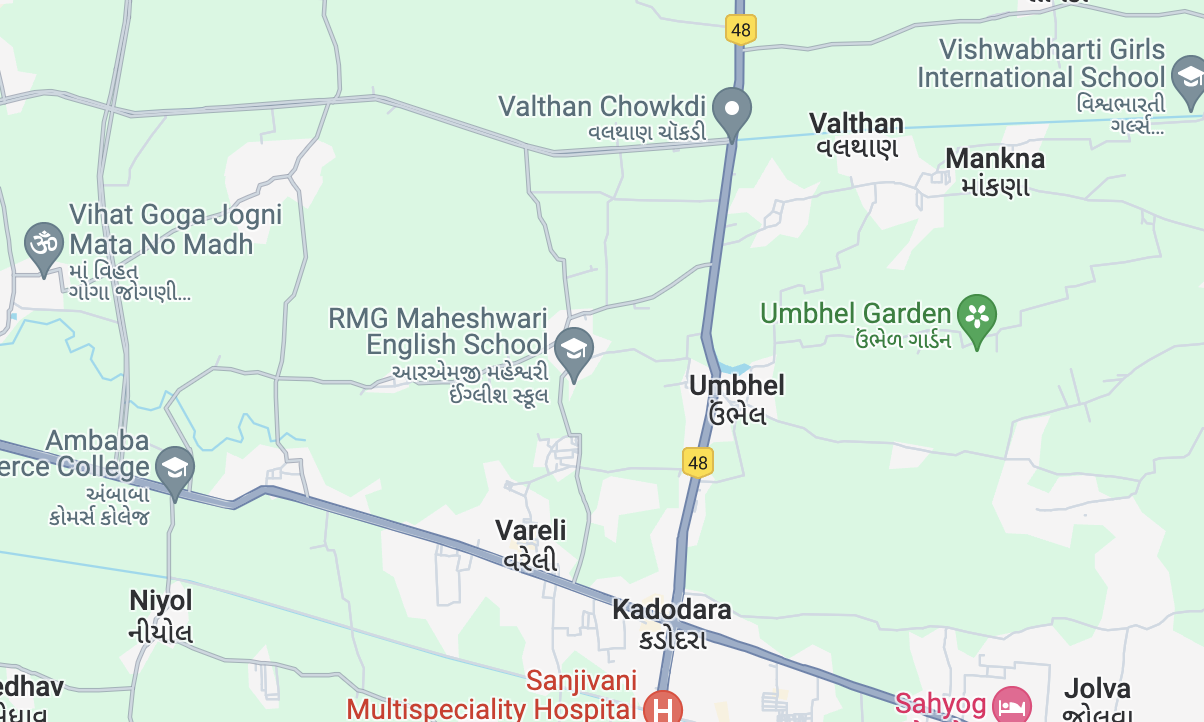 48
Vishwabharti Girls
International School
વિશ્વભારતી
ગર્લ્સ...
Valthan Chowkdi
વલથાણ ચોકડી
Valthan
વલથાણ
Mankna
માંકણા
Vihat Goga Jogni
Mata No Madh
માં વિહત
ગોગા જોગણી...
Umbhel Garden
ઉંભેળ ગાર્ડન
RMG Maheshwari
English School
આરએમજી મહેશ્વરી
ઈંગ્લીશ સ્કૂલ
Umbhel
ઉંભેલ
48
Ambaba
erce College
અંબાબા
કોમર્સ કોલેજ
Vareli
વરેલી
Niyol
નીયોલ
Kadodara
કડોદરા
Sanjivani
Multispeciality Hospital
H
edhav
Sahyog
Jolva
જોલવા